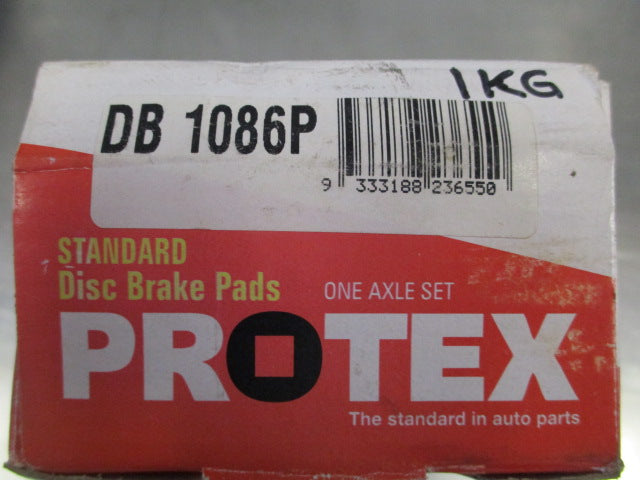 1KG
DB 1086P
9 333188 236550
STANDARD
Disc Brake Pads
ONE AXLE SET
PROTEX
The standard in auto parts